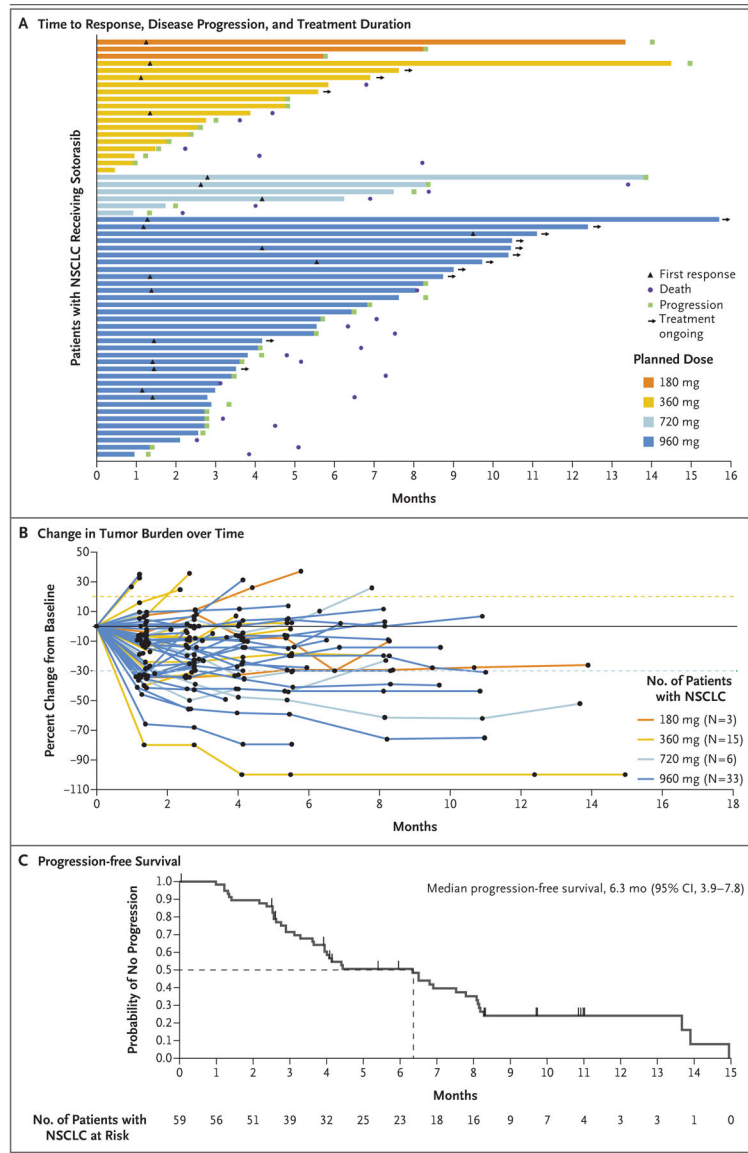 A Time to Response, Disease Progression, and Treatment Duration
Patients with NSCLC Receiving Sotorasib
First response
Death
Progression
Treatment
ongoing
Planned Dose
180 mg
360 mg
720 mg
960 mg
0 1 2 3 4 5 6 7 8 9 10 11 12 13 14 15 16
Months
B Change in Tumor Burden over Time
Percent Change from Baseline
50
30
10
−10
−30
−50
−70
−90
−110
No. of Patients
with NSCLC
180 mg (N=3)
360 mg (N=15)
720 mg (N=6)
960 mg (N=33)
0 2 4 6 8 10 12 14 16 18
Months
C Progression-free Survival
Median progression-free survival, 6.3 mo (95% CI, 3.9–7.8)
Probability of No Progression
1.0
0.9
0.8
0.7
0.6
0.5
0.4
0.3
0.2
0.1
0.0
0 1 2 3 4 5 6 7 8 9 10 11 12 13 14 15
Months
No. of Patients with
NSCLC at Risk
59 56 51 39 32 25 23 18 16 9 7 4 3 3 1 0